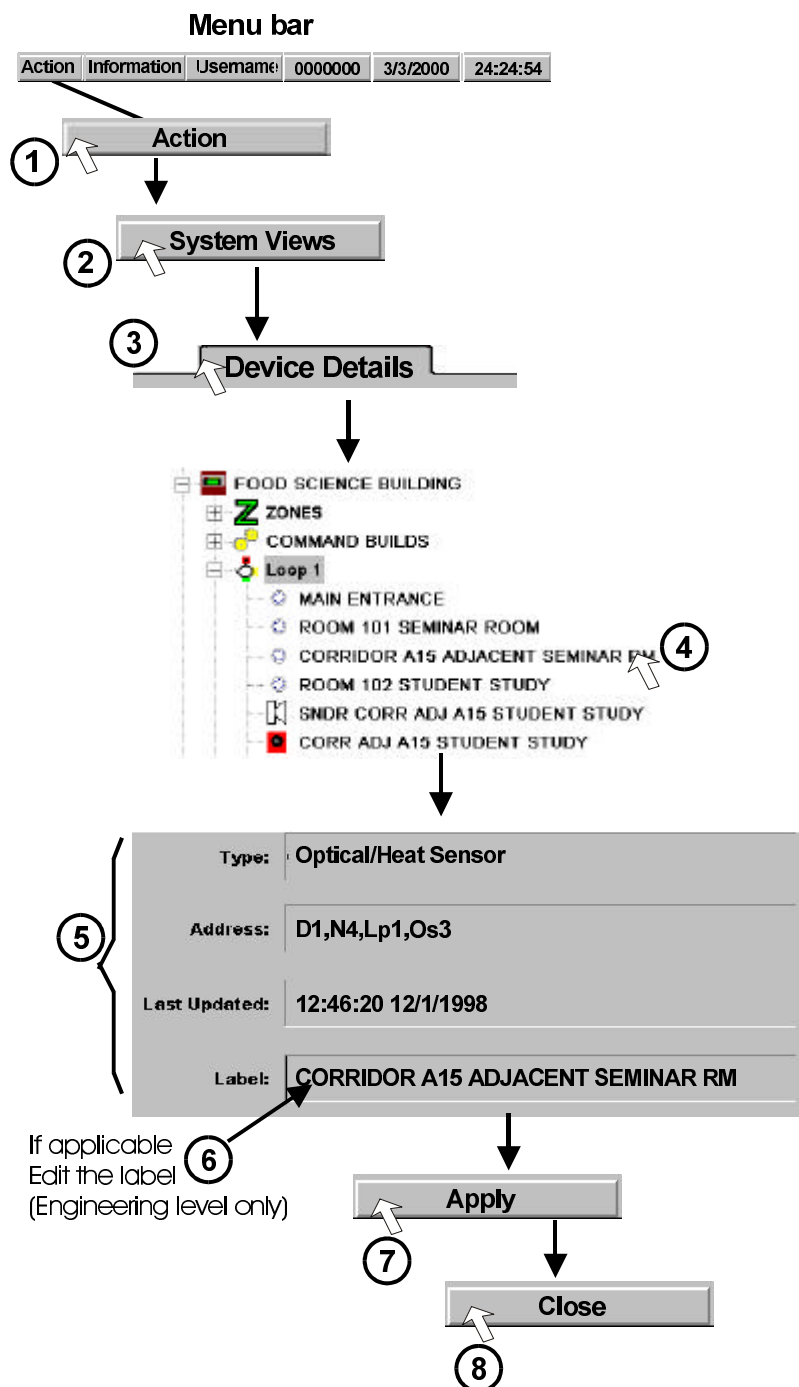 Menu bar
Action Information Username 0000000 3/3/2000 24:24:54
Action
1
System Views
2
3
Device Details
FOOD SCIENCE BUILDING
Z ZONES
COMMAND BUILDS
Loop 1
MAIN ENTRANCE
ROOM 101 SEMINAR ROOM
CORRIDOR A15 ADJACENT SEMINAR RM
4
ROOM 102 STUDENT STUDY
SNDR CORR ADJ A15 STUDENT STUDY
CORR ADJ A15 STUDENT STUDY
5
Type: Optical/Heat Sensor
Address: D1,N4,Lp1,Os3
Last Updated: 12:46:20 12/1/1998
Label: CORRIDOR A15 ADJACENT SEMINAR RM
If applicable
6
Edit the label
(Engineering level only)
Apply
7
Close
8